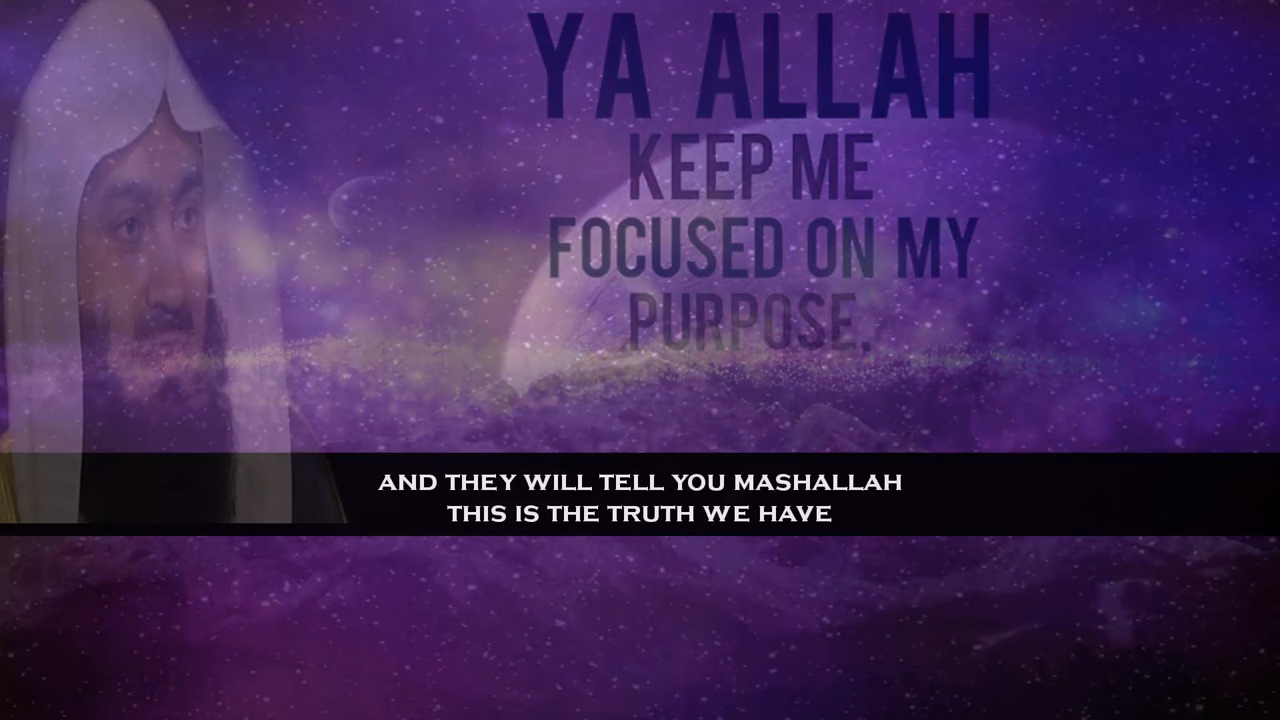 YA ALLAH
KEEP ME
FOCUSED ON MY
PURPOSE.
AND THEY WILL TELL YOU MASHALLAH
THIS IS THE TRUTH WE HAVE